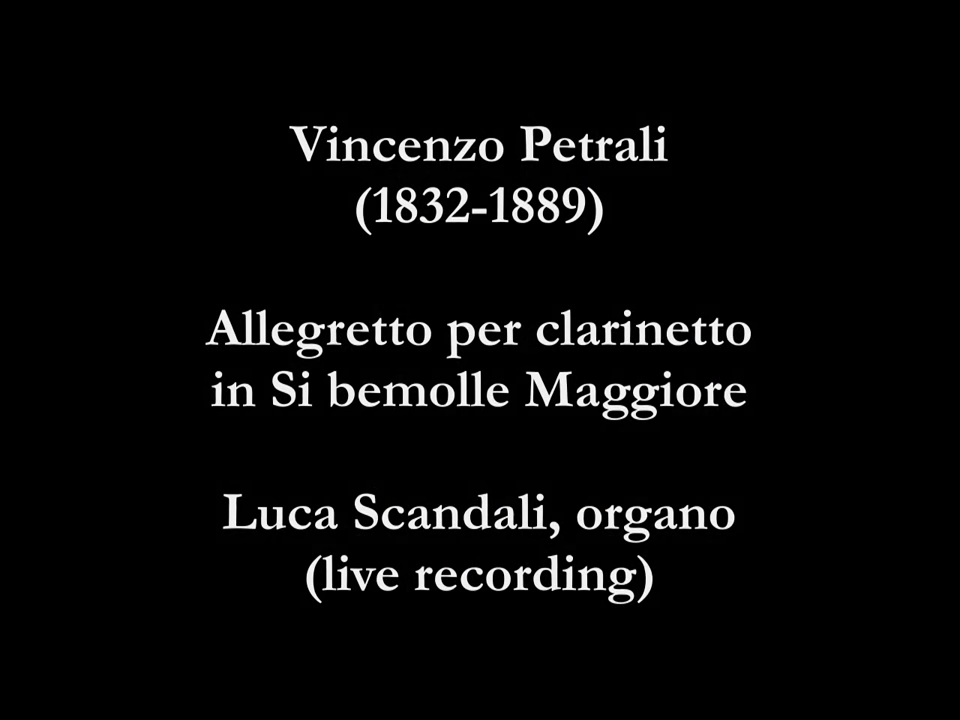 Vincenzo Petrali
(1832-1889)
Allegretto per clarinetto
in Si bemolle Maggiore
Luca Scandali, organo
(live recording)